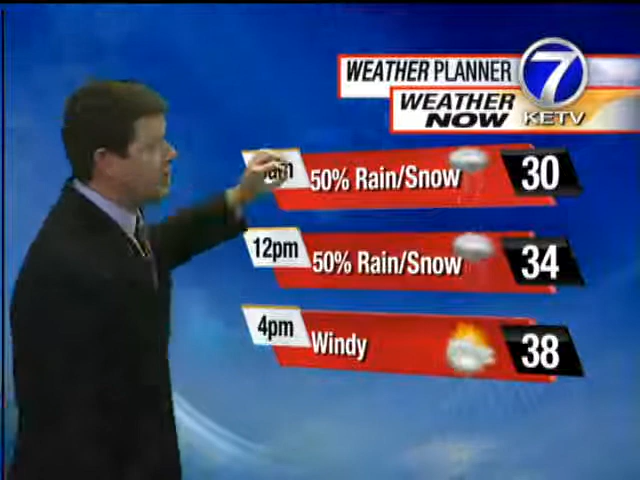 WEATHER PLANNER
7
WEATHER
NOW
KETV
50% Rain/Snow 30
12pm 50% Rain/Snow 34
4pm Windy 38